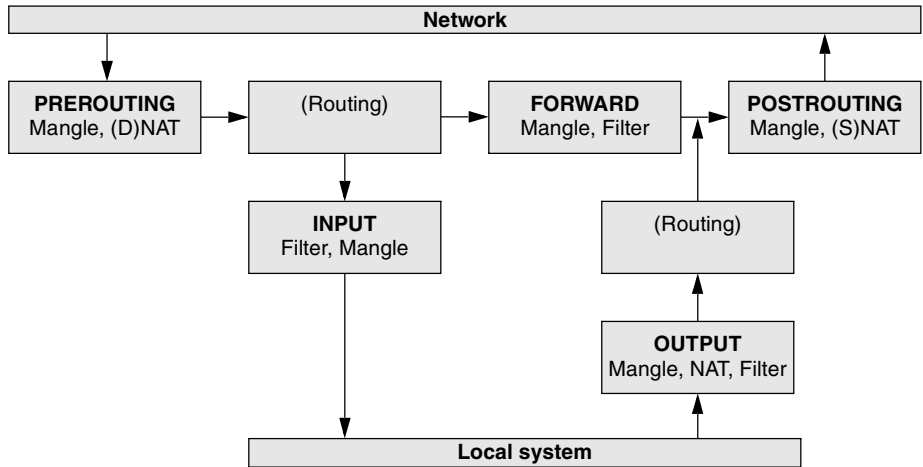 Network
PREROUTING
Mangle, (D)NAT
(Routing)
FORWARD
Mangle, Filter
POSTROUTING
Mangle, (S)NAT
INPUT
Filter, Mangle
(Routing)
OUTPUT
Mangle, NAT, Filter
Local system